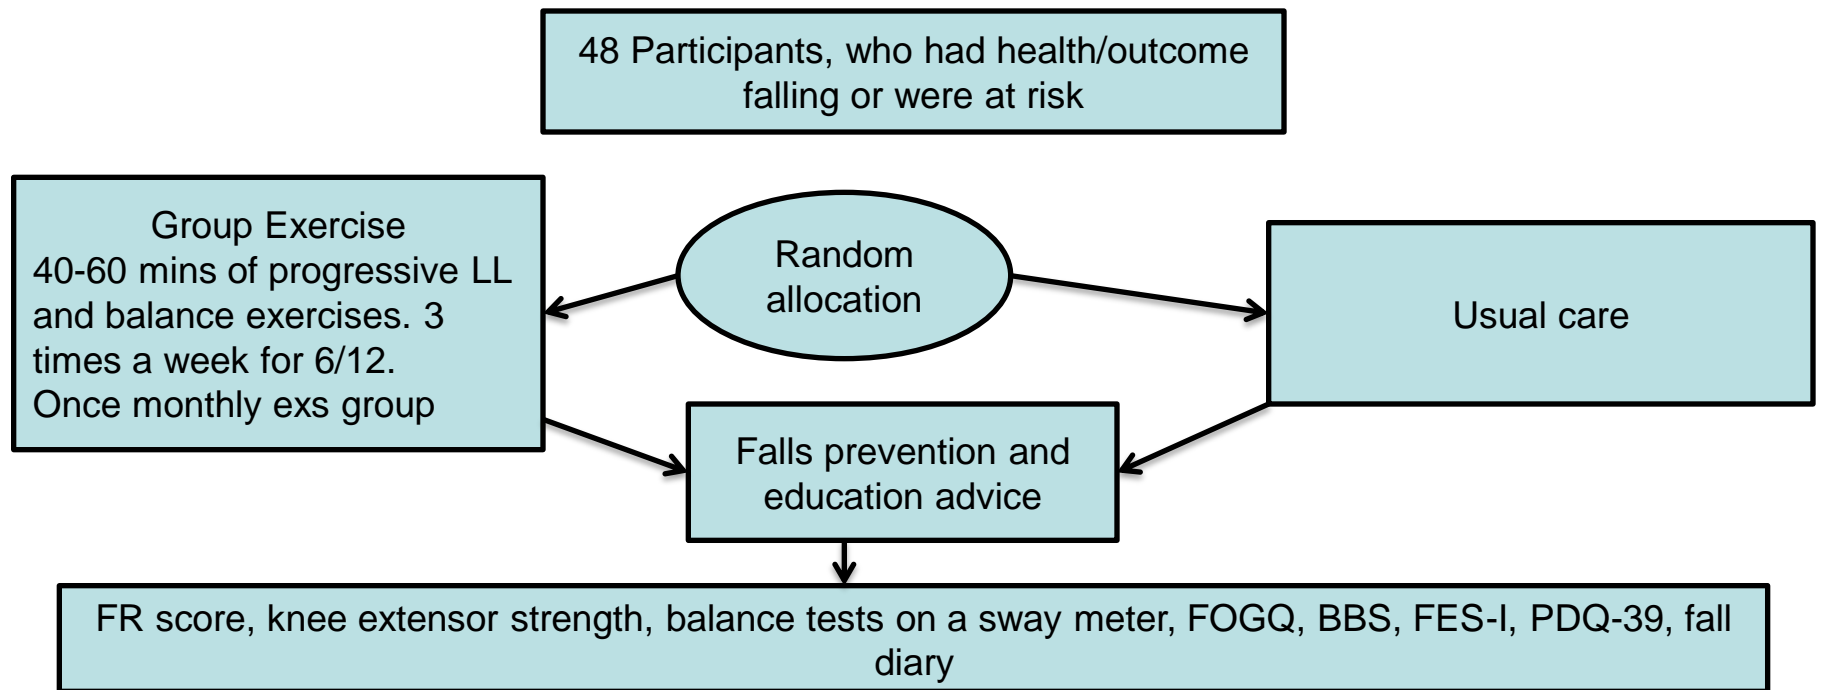 48 Participants, who had health/outcome
falling or were at risk
Group Exercise
40-60 mins of progressive LL
and balance exercises. 3
times a week for 6/12.
Once monthly exs group
Random
allocation
Usual care
Falls prevention and
education advice
FR score, knee extensor strength, balance tests on a sway meter, FOGQ, BBS, FES-I, PDQ-39, fall
diary